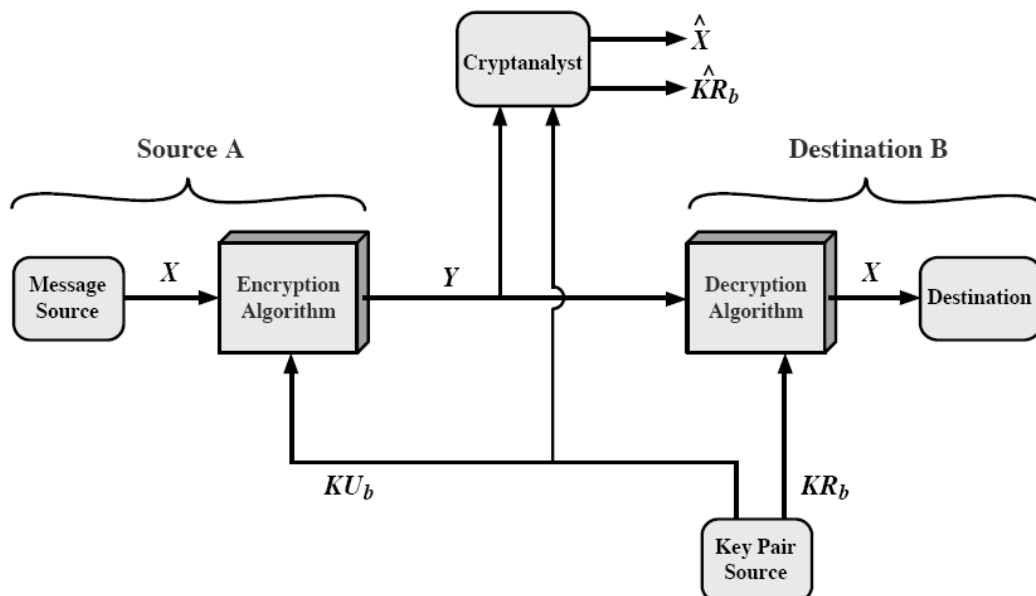 Cryptanalyst
X̂
K̂R_b
Source A
Destination B
Message
Source
X
Encryption
Algorithm
Y
Decryption
Algorithm
X
Destination
KU_b
KR_b
Key Pair
Source